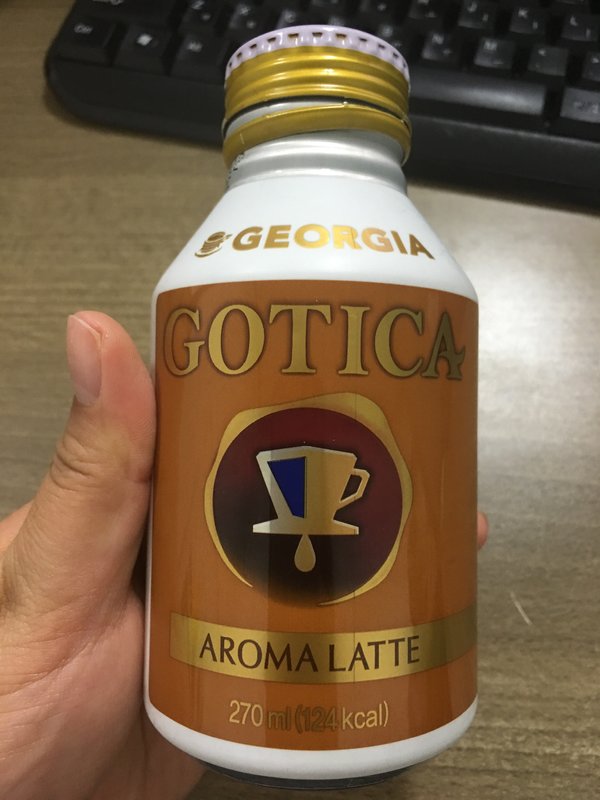 GEORGIA
GOTICA
AROMA LATTE
270 ml (124 kcal)